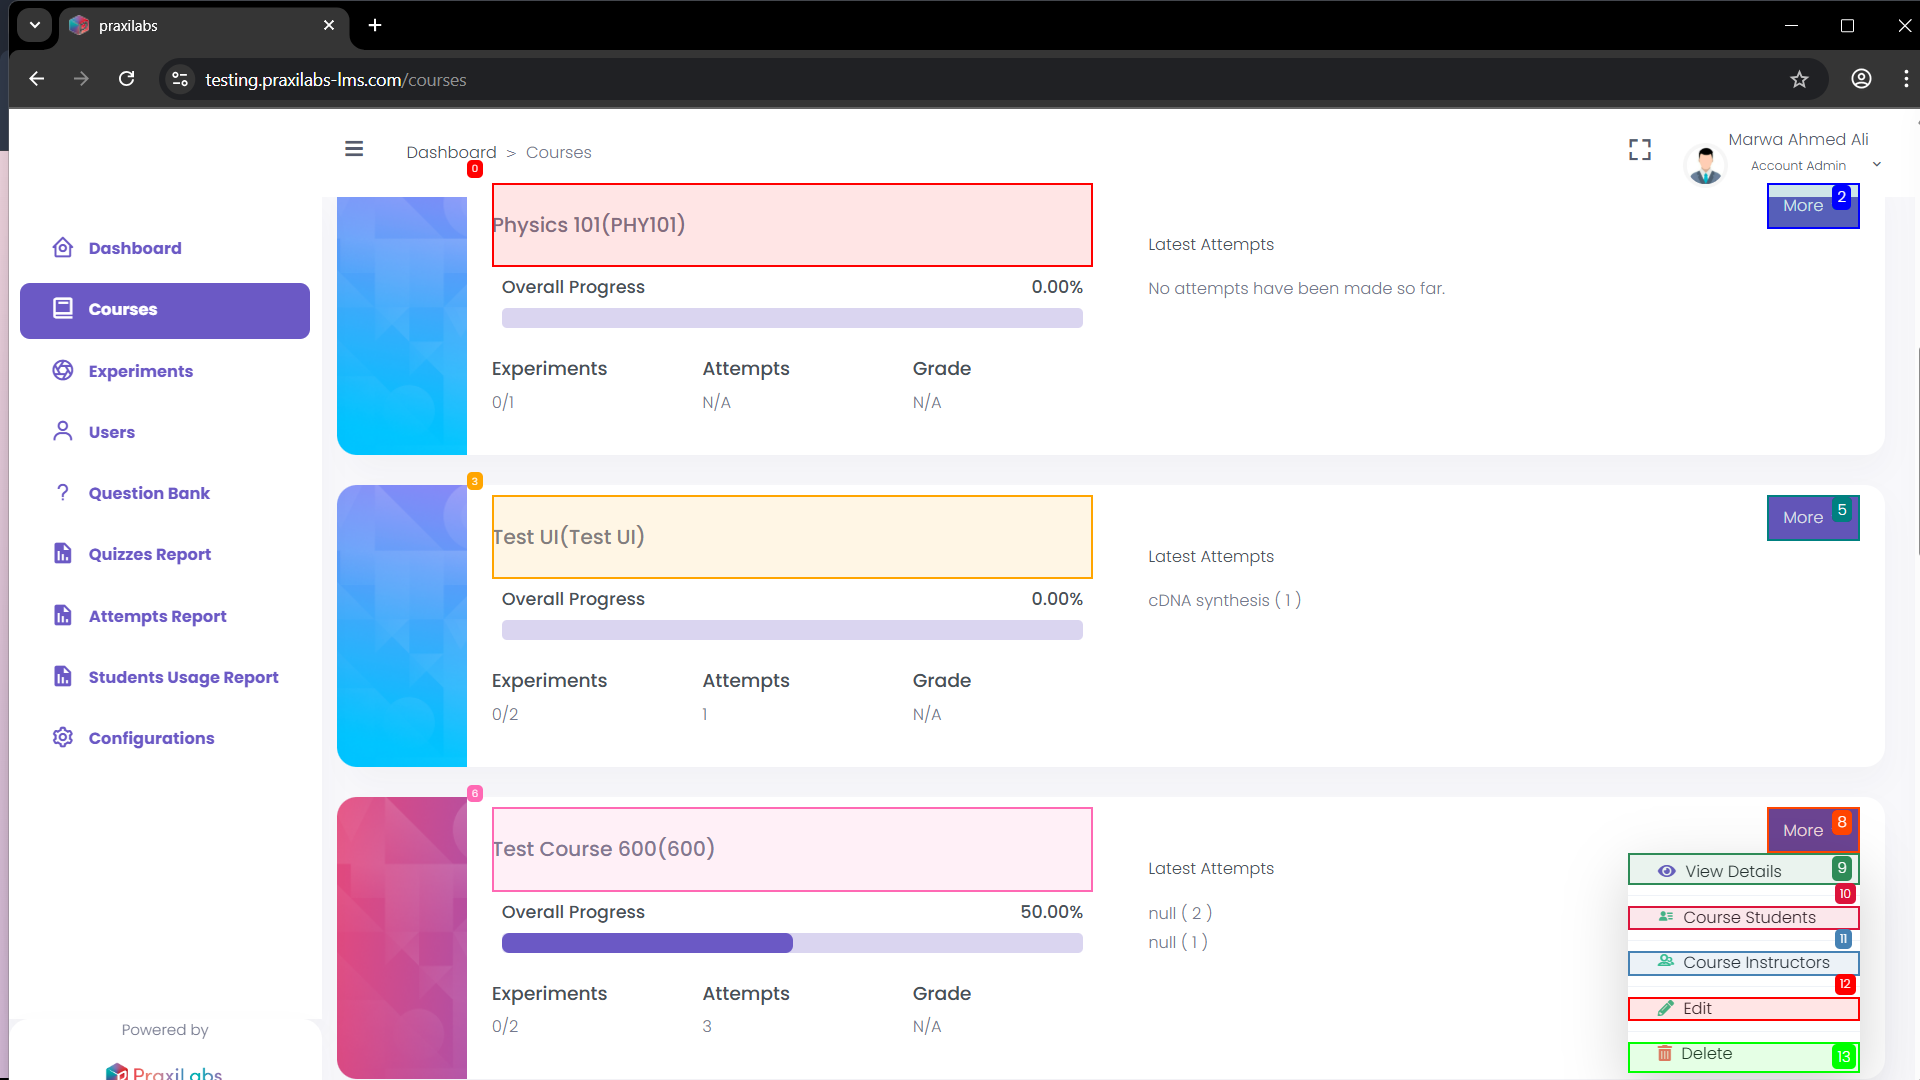 praxilabs
testing.praxilabs-lms.com/courses
Dashboard > Courses
Marwa Ahmed Ali
Account Admin
0
Physics 101(PHY101)
More 2
Latest Attempts
No attempts have been made so far.
Overall Progress 0.00%
Experiments Attempts Grade
0/1 N/A N/A
Dashboard
Courses
Experiments
Users
Question Bank
Quizzes Report
Attempts Report
Students Usage Report
Configurations
Powered by
PraxiLabs
3
Test UI(Test UI)
More 5
Latest Attempts
cDNA synthesis ( 1 )
Overall Progress 0.00%
Experiments Attempts Grade
0/2 1 N/A
6
Test Course 600(600)
More 8
Latest Attempts
null ( 2 )
null ( 1 )
Overall Progress 50.00%
Experiments Attempts Grade
0/2 3 N/A
View Details 9
10
Course Students
11
Course Instructors
12
Edit
Delete 13